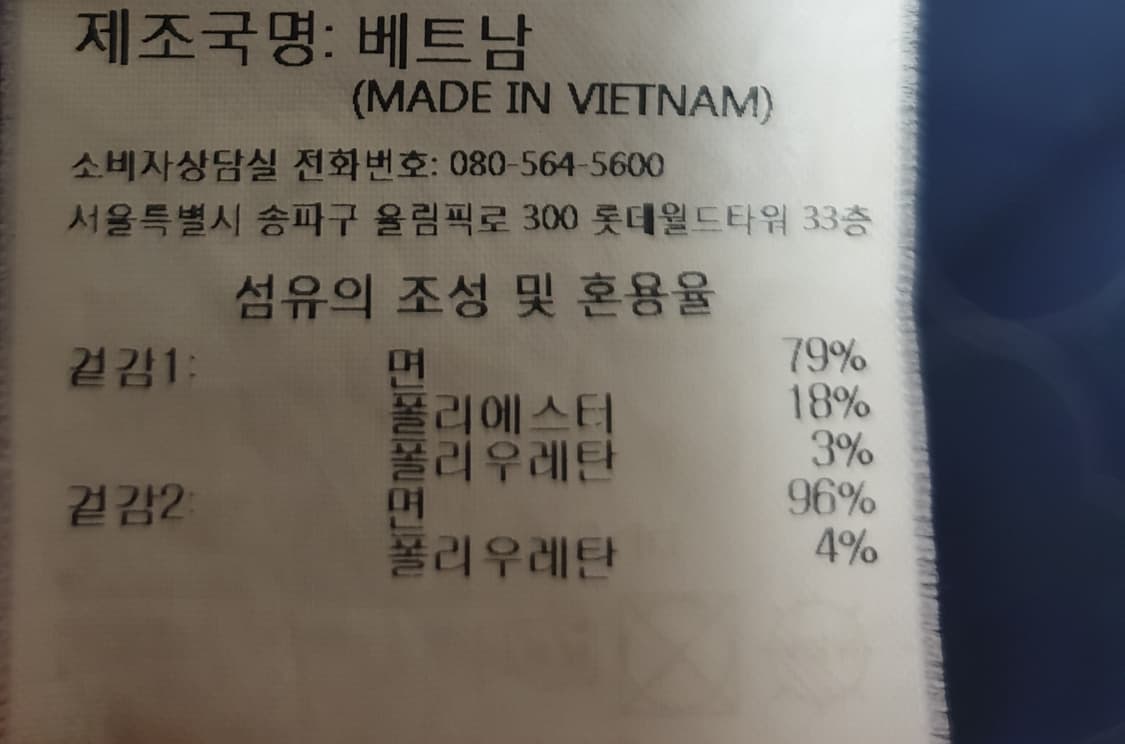 제조국명: 베트남
(MADE IN VIETNAM)
소비자상담실 전화번호: 080-564-5600
서울특별시 송파구 올림픽로 300 롯데월드타워 33층
섬유의 조성 및 혼용율
겉감1: 면 79%
폴리에스터 18%
폴리우레탄 3%
겉감2: 면 96%
폴리우레탄 4%